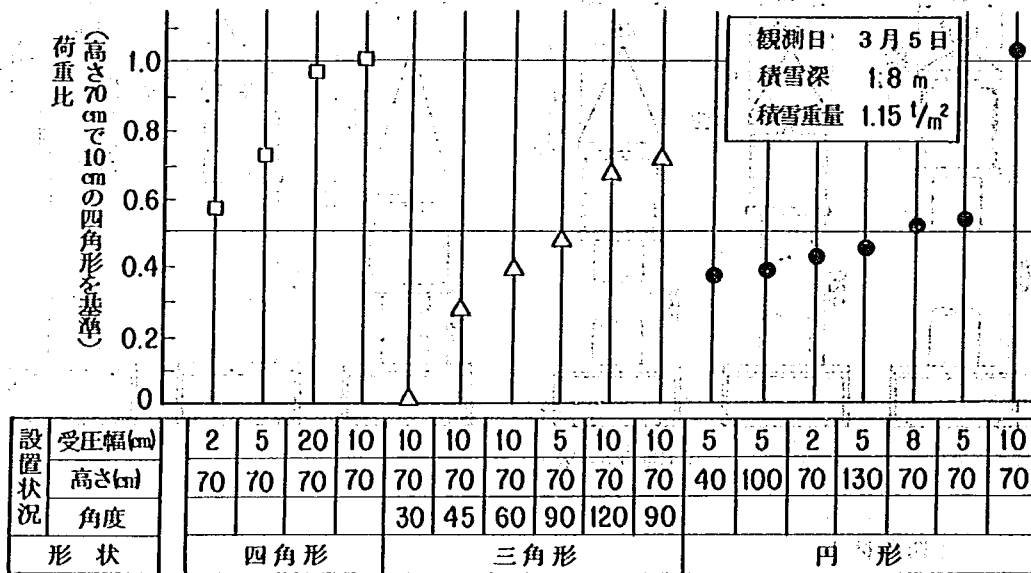 荷重比
(高さ70cmで10cmの四角形を基準)
1.0
0.8
0.6
0.4
0.2
0
観測日 3月5日
積雪深 1.8 m
積雪重量 1.15 t/m²
設置状況
受圧幅(cm) 2 5 20 10 10 10 10 5 10 10 5 5 2 5 8 5 10
高さ(cm) 70 70 70 70 70 70 70 70 70 70 40 100 70 130 70 70 70
角度 30 45 60 90 120 90
形状 四角形 三角形 円形